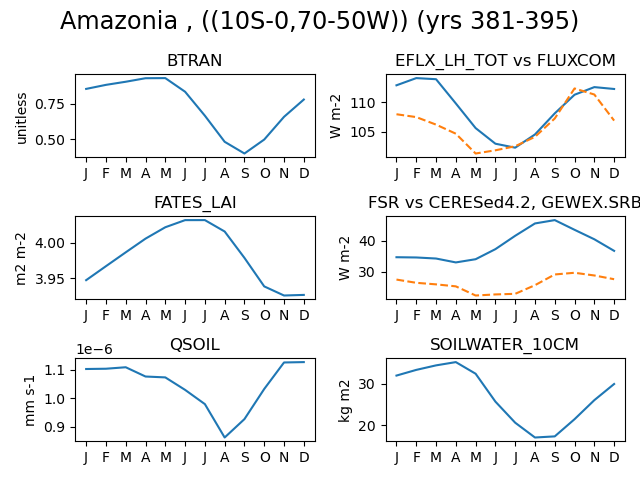 Amazonia , ((10S-0,70-50W)) (yrs 381-395)
BTRAN
unitless
0.75
0.50
J F M A M J J A S O N D
EFLX_LH_TOT vs FLUXCOM
W m-2
110
105
J F M A M J J A S O N D
FATES_LAI
m2 m-2
4.00
3.95
J F M A M J J A S O N D
FSR vs CERESed4.2, GEWEX.SRB
W m-2
40
30
J F M A M J J A S O N D
QSOIL
1e−6
mm s-1
1.1
1.0
0.9
J F M A M J J A S O N D
SOILWATER_10CM
kg m2
30
20
J F M A M J J A S O N D